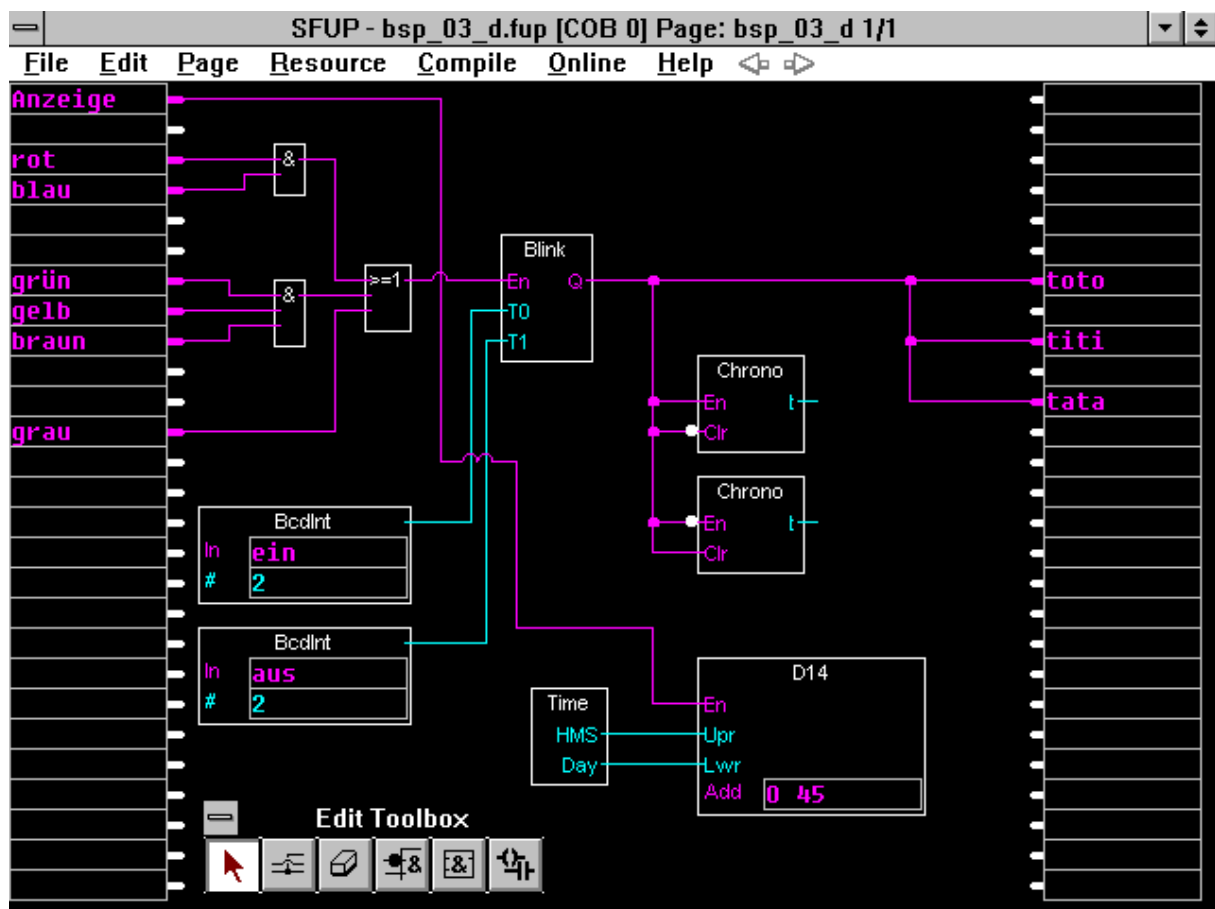 SFUP - bsp_03_d.fup [COB 0] Page: bsp_03_d 1/1
File Edit Page Resource Compile Online Help
Anzeige
rot
blau
grün
gelb
braun
grau
&
&
>=1
Blink
En Q
T0
T1
toto
titi
tata
Chrono
En t
Clr
Chrono
En t
Clr
BcdInt
In ein
# 2
BcdInt
In aus
# 2
Time
HMS
Day
D14
En
Upr
Lwr
Add 0 45
Edit Toolbox
&
&